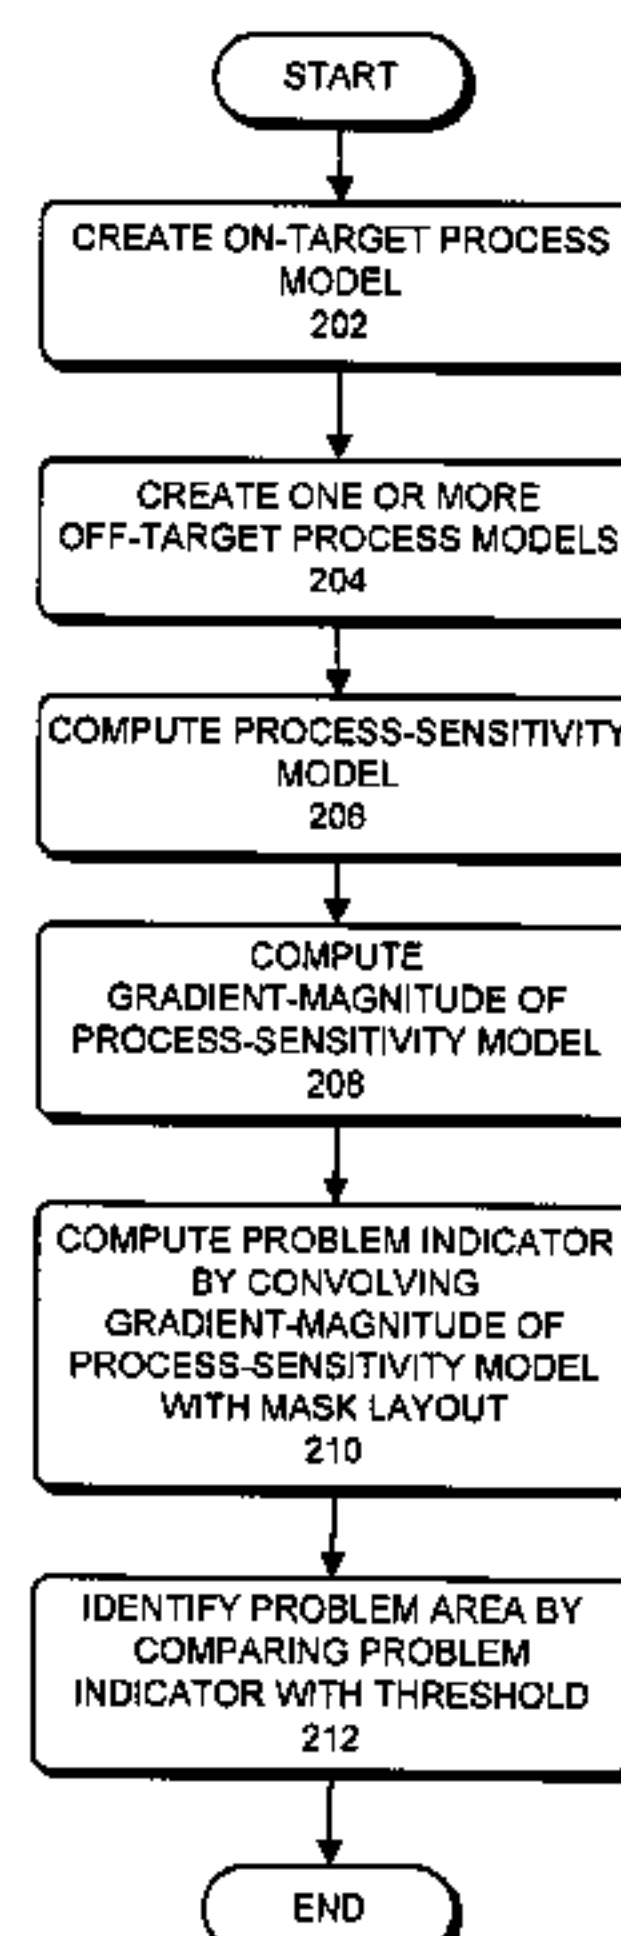 START
CREATE ON-TARGET PROCESS
MODEL
202
CREATE ONE OR MORE
OFF-TARGET PROCESS MODELS
204
COMPUTE PROCESS-SENSITIVITY
MODEL
206
COMPUTE
GRADIENT-MAGNITUDE OF
PROCESS-SENSITIVITY MODEL
208
COMPUTE PROBLEM INDICATOR
BY CONVOLVING
GRADIENT-MAGNITUDE OF
PROCESS-SENSITIVITY MODEL
WITH MASK LAYOUT
210
IDENTIFY PROBLEM AREA BY
COMPARING PROBLEM
INDICATOR WITH THRESHOLD
212
END